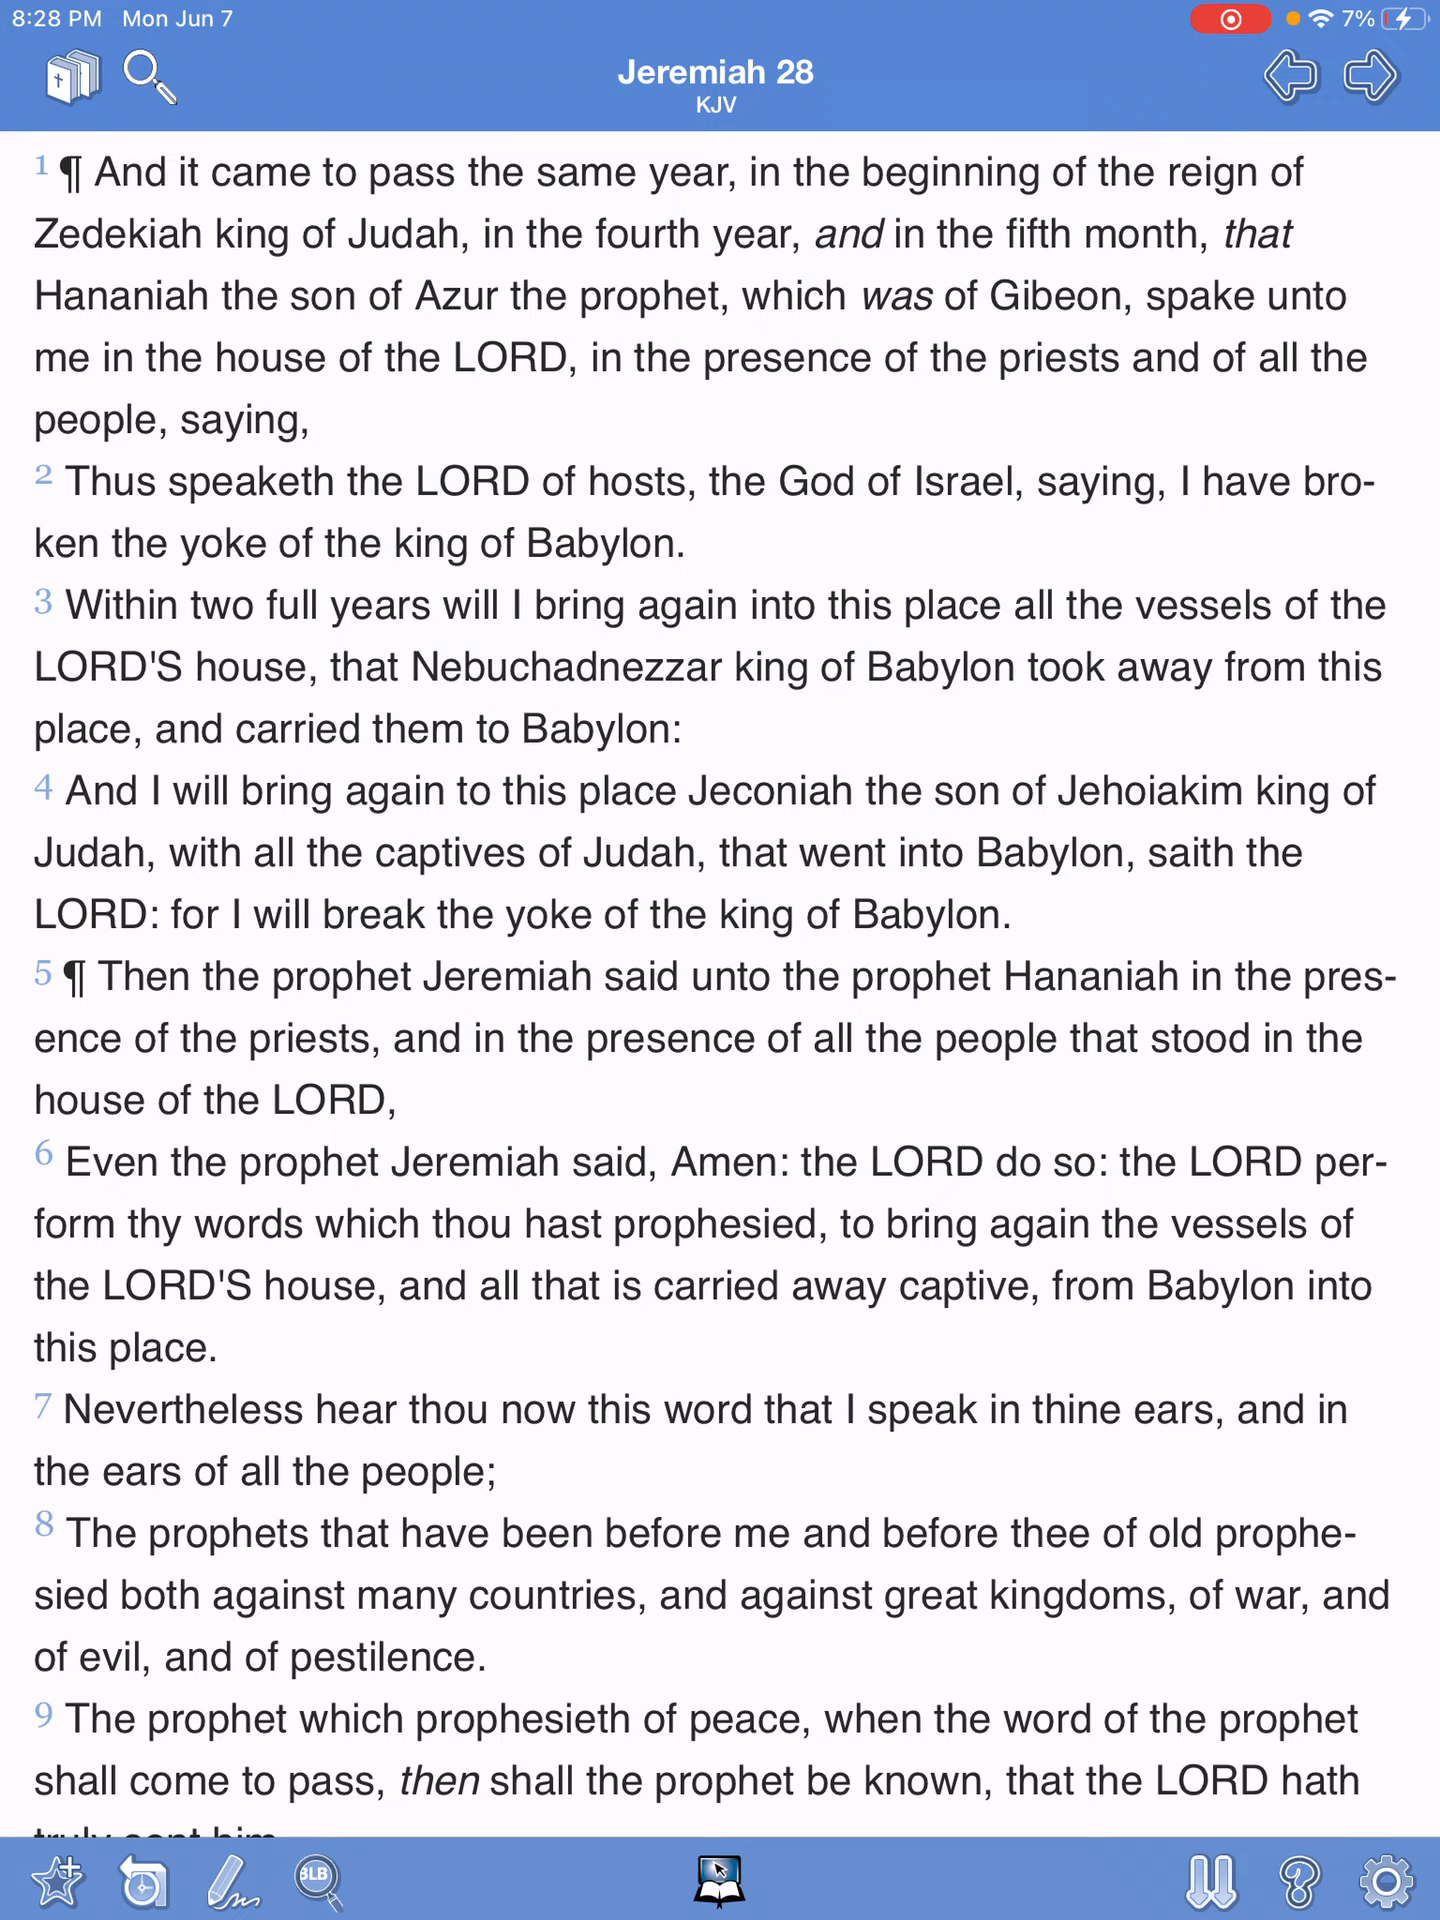 8:28 PM Mon Jun 7
7%
Jeremiah 28
KJV
1 ¶ And it came to pass the same year, in the beginning of the reign of
Zedekiah king of Judah, in the fourth year, and in the fifth month, that
Hananiah the son of Azur the prophet, which was of Gibeon, spake unto
me in the house of the LORD, in the presence of the priests and of all the
people, saying,
2 Thus speaketh the LORD of hosts, the God of Israel, saying, I have bro-
ken the yoke of the king of Babylon.
3 Within two full years will I bring again into this place all the vessels of the
LORD'S house, that Nebuchadnezzar king of Babylon took away from this
place, and carried them to Babylon:
4 And I will bring again to this place Jeconiah the son of Jehoiakim king of
Judah, with all the captives of Judah, that went into Babylon, saith the
LORD: for I will break the yoke of the king of Babylon.
5 ¶ Then the prophet Jeremiah said unto the prophet Hananiah in the pres-
ence of the priests, and in the presence of all the people that stood in the
house of the LORD,
6 Even the prophet Jeremiah said, Amen: the LORD do so: the LORD per-
form thy words which thou hast prophesied, to bring again the vessels of
the LORD'S house, and all that is carried away captive, from Babylon into
this place.
7 Nevertheless hear thou now this word that I speak in thine ears, and in
the ears of all the people;
8 The prophets that have been before me and before thee of old prophe-
sied both against many countries, and against great kingdoms, of war, and
of evil, and of pestilence.
9 The prophet which prophesieth of peace, when the word of the prophet
shall come to pass, then shall the prophet be known, that the LORD hath
truly sent him
BLB